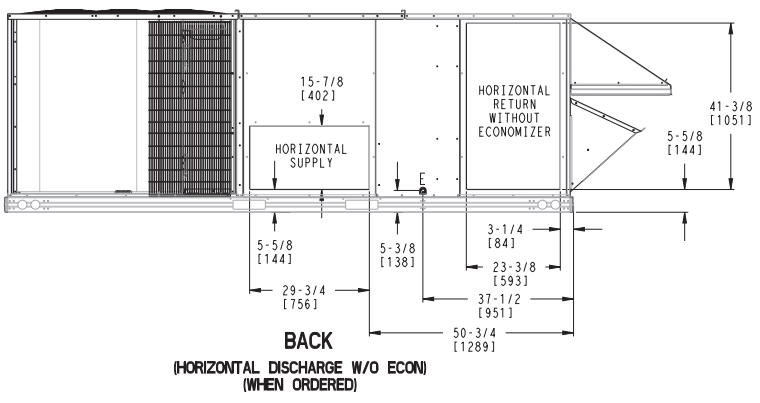 15-7/8
[402]
HORIZONTAL
SUPPLY
HORIZONTAL
RETURN
WITHOUT
ECONOMIZER
41-3/8
[1051]
5-5/8
[144]
E
5-5/8
[144]
5-3/8
[138]
3-1/4
[84]
23-3/8
[593]
29-3/4
[756]
37-1/2
[951]
50-3/4
[1289]
BACK
(HORIZONTAL DISCHARGE W/O ECON)
(WHEN ORDERED)